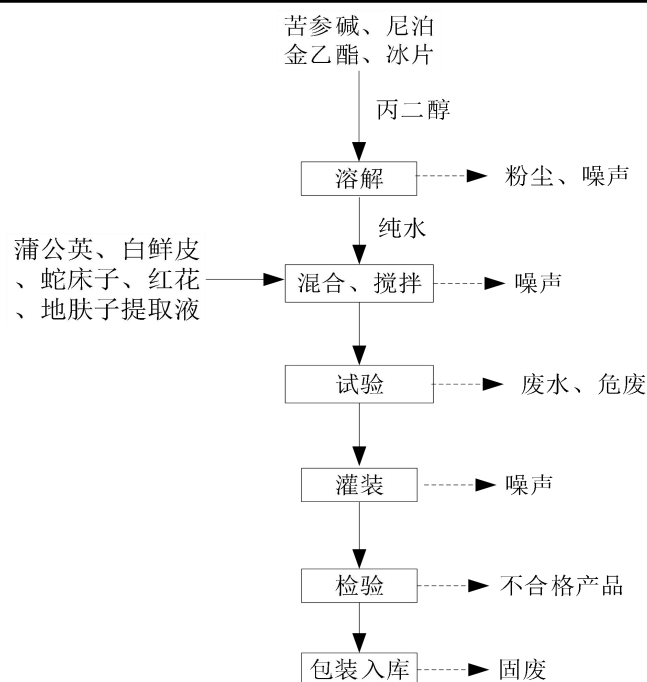 苦参碱、尼泊
金乙酯、冰片
丙二醇
溶解
粉尘、噪声
纯水
蒲公英、白鲜皮
、蛇床子、红花
、地肤子提取液
混合、搅拌
噪声
试验
废水、危废
灌装
噪声
检验
不合格产品
包装入库
固废